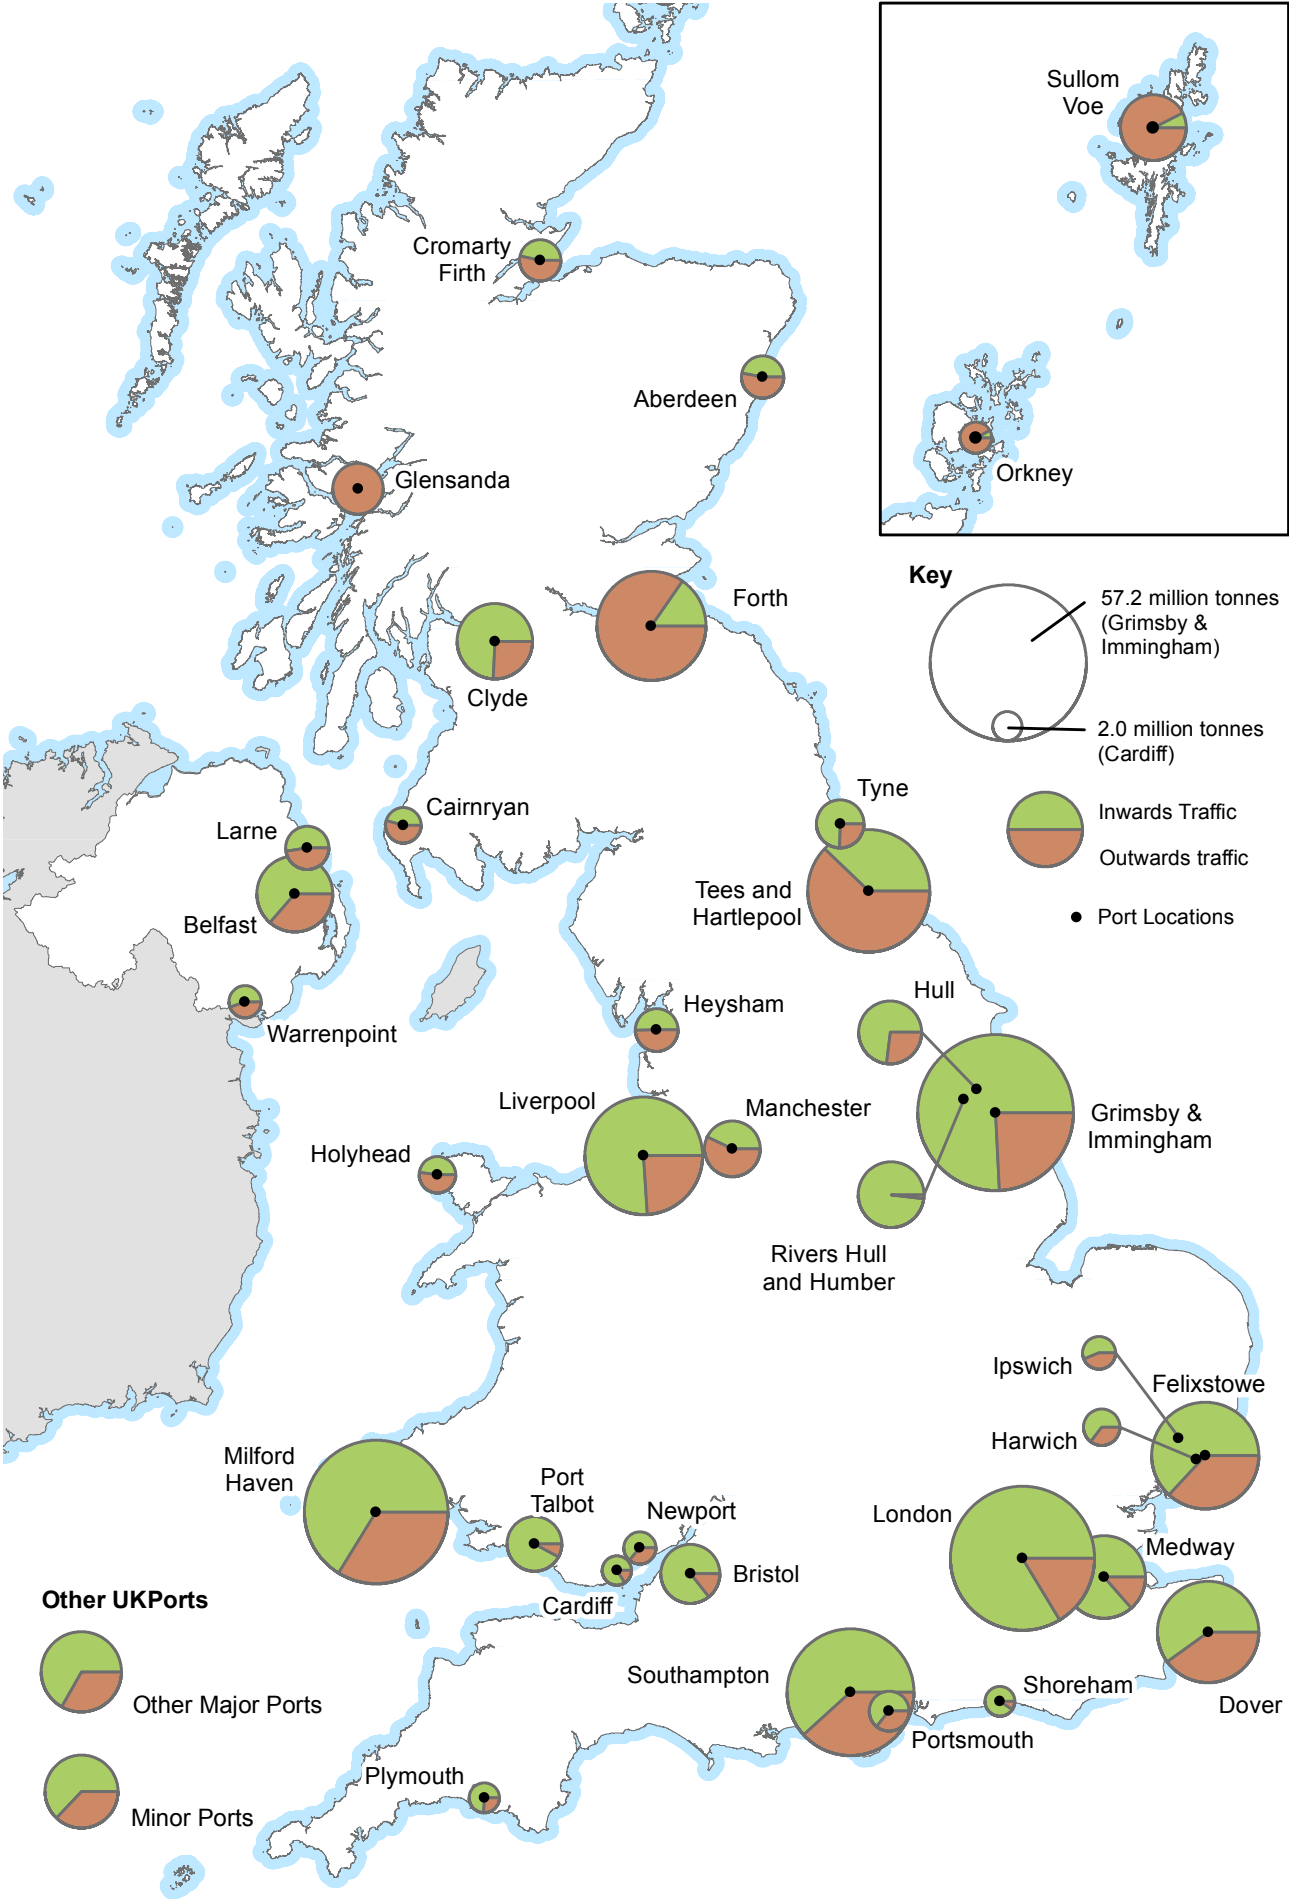 Sullom
Voe
Cromarty
Firth
Aberdeen
Orkney
Glensanda
Key
57.2 million tonnes
(Grimsby &
Immingham)
Forth
Clyde
2.0 million tonnes
(Cardiff)
Tyne
Cairnryan
Inwards Traffic
Larne
Outwards traffic
Tees and
Hartlepool
Belfast
Port Locations
Hull
Heysham
Warrenpoint
Liverpool
Manchester
Grimsby &
Immingham
Holyhead
Rivers Hull
and Humber
Ipswich
Felixstowe
Harwich
Milford
Haven
Port
Talbot
Newport
London
Medway
Bristol
Cardiff
Other UKPorts
Southampton
Shoreham
Other Major Ports
Dover
Portsmouth
Plymouth
Minor Ports